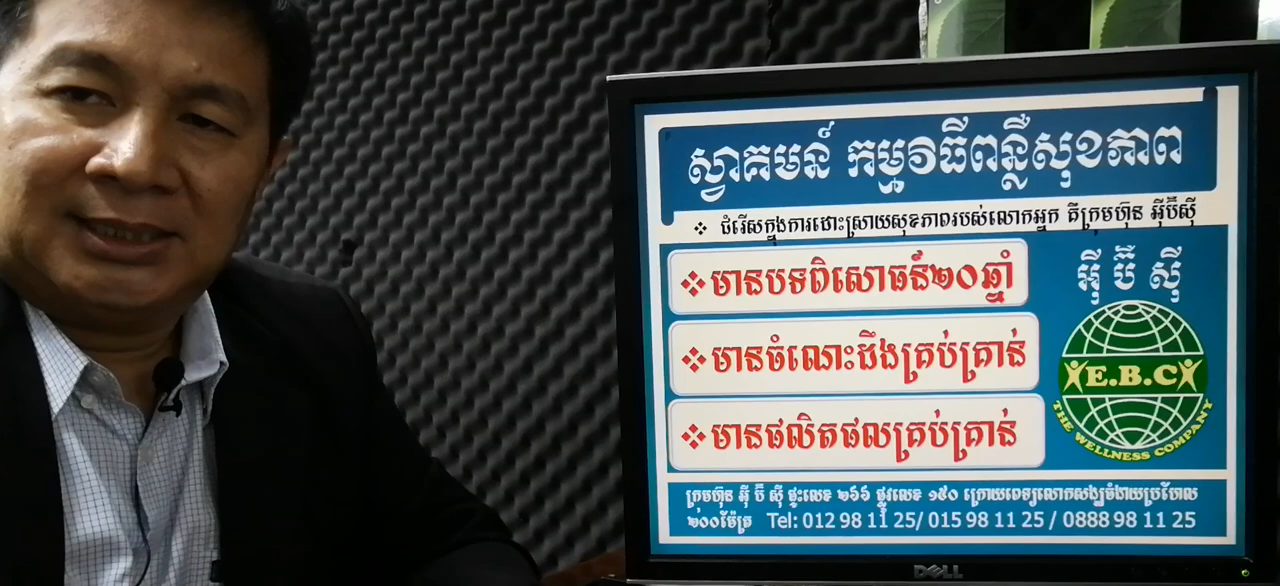 ស្វាគមន៍ កម្មវិធីពន្លឺសុខភាព
❖ ជំរើសក្នុងការដោះស្រាយសុខភាពរបស់លោកអ្នក គឺក្រុមហ៊ុន អ៊ីប៊ីស៊ី
❖មានបទពិសោធន៍២០ឆ្នាំ
❖មានចំណេះដឹងគ្រប់គ្រាន់
❖មានផលិតផលគ្រប់គ្រាន់
អ៊ី ប៊ី ស៊ី
E.B.C
THE WELLNESS COMPANY
ក្រុមហ៊ុន អ៊ី ប៊ី ស៊ី ផ្ទះលេខ ២៦៦ ផ្លូវលេខ ១៥០ ក្រោយពេទ្យលោកសង្ឃចំងាយប្រហែល
២០០ម៉ែត្រ Tel: 012 98 11 25/ 015 98 11 25 / 0888 98 11 25
DELL